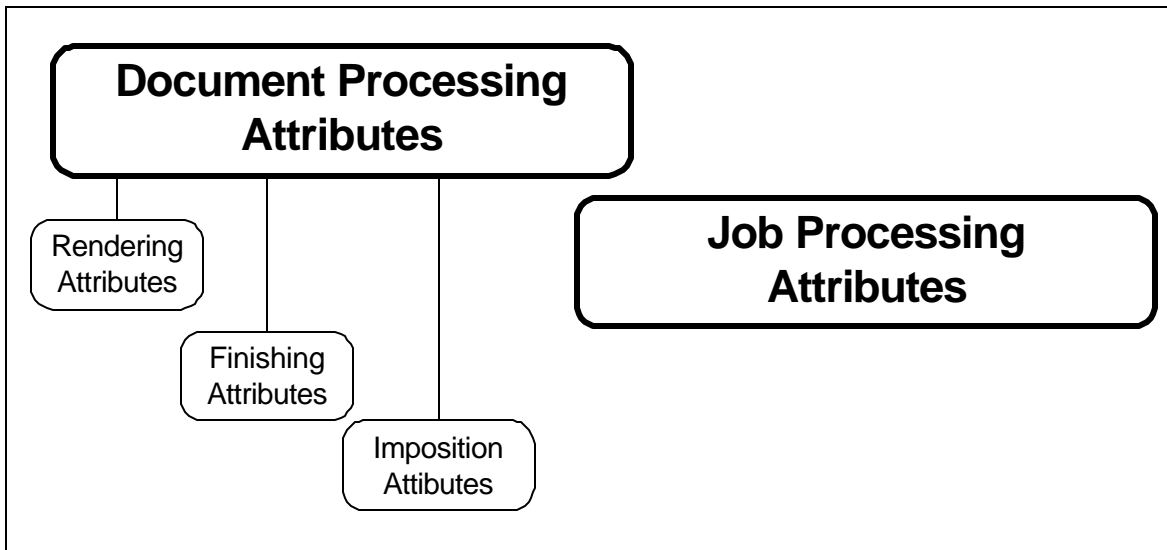 Document Processing
Attributes
Job Processing
Attributes
Rendering
Attributes
Finishing
Attributes
Imposition
Attibutes